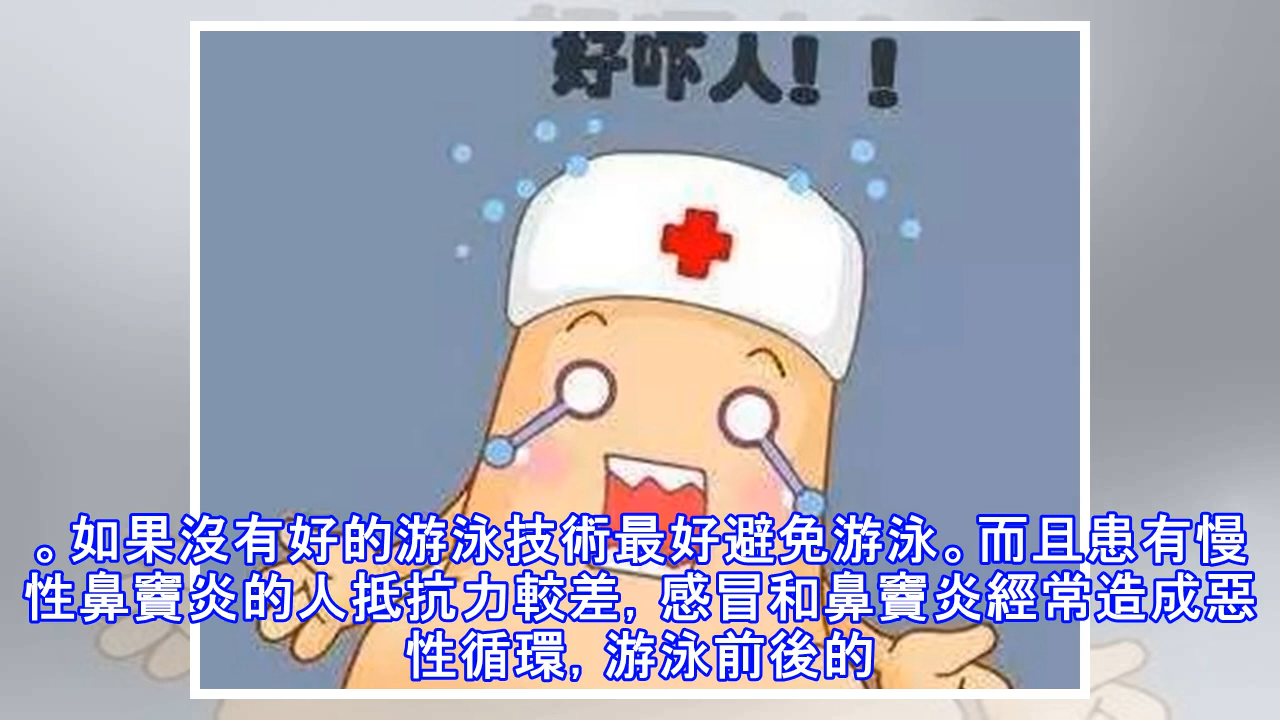 好吓人!！
。如果沒有好的游泳技術最好避免游泳。而且患有慢
性鼻竇炎的人抵抗力較差, 感冒和鼻竇炎經常造成惡
性循環, 游泳前後的